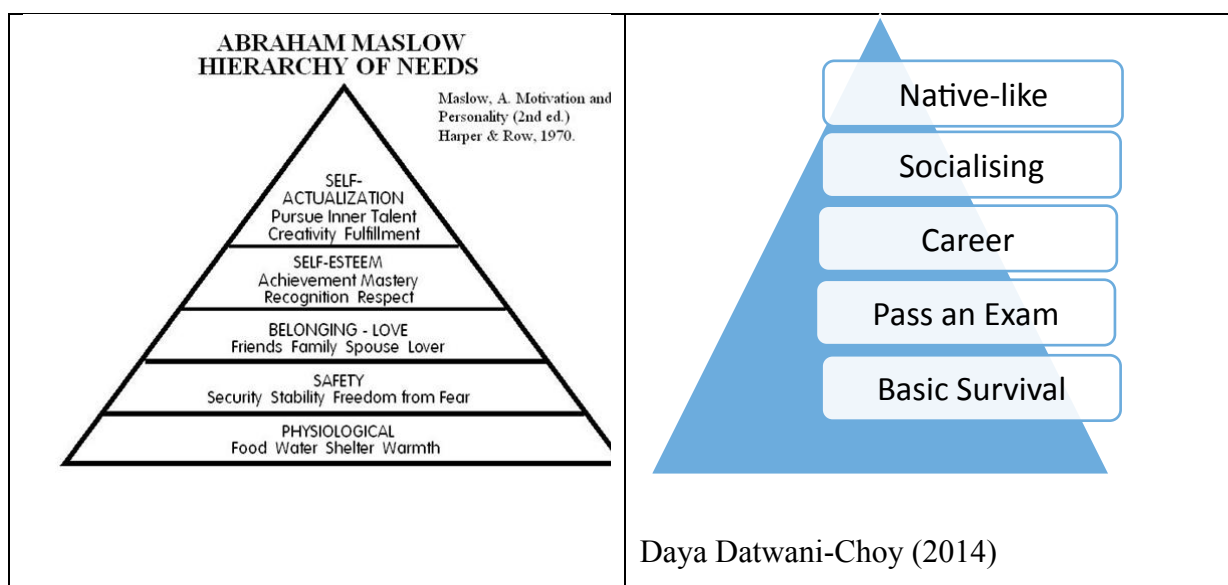 ABRAHAM MASLOW
HIERARCHY OF NEEDS
Maslow, A. Motivation and
Personality (2nd ed.)
Harper & Row, 1970.
SELF-
ACTUALIZATION
Pursue Inner Talent
Creativity Fulfillment
SELF-ESTEEM
Achievement Mastery
Recognition Respect
BELONGING - LOVE
Friends Family Spouse Lover
SAFETY
Security Stability Freedom from Fear
PHYSIOLOGICAL
Food Water Shelter Warmth
Native-like
Socialising
Career
Pass an Exam
Basic Survival
Daya Datwani-Choy (2014)